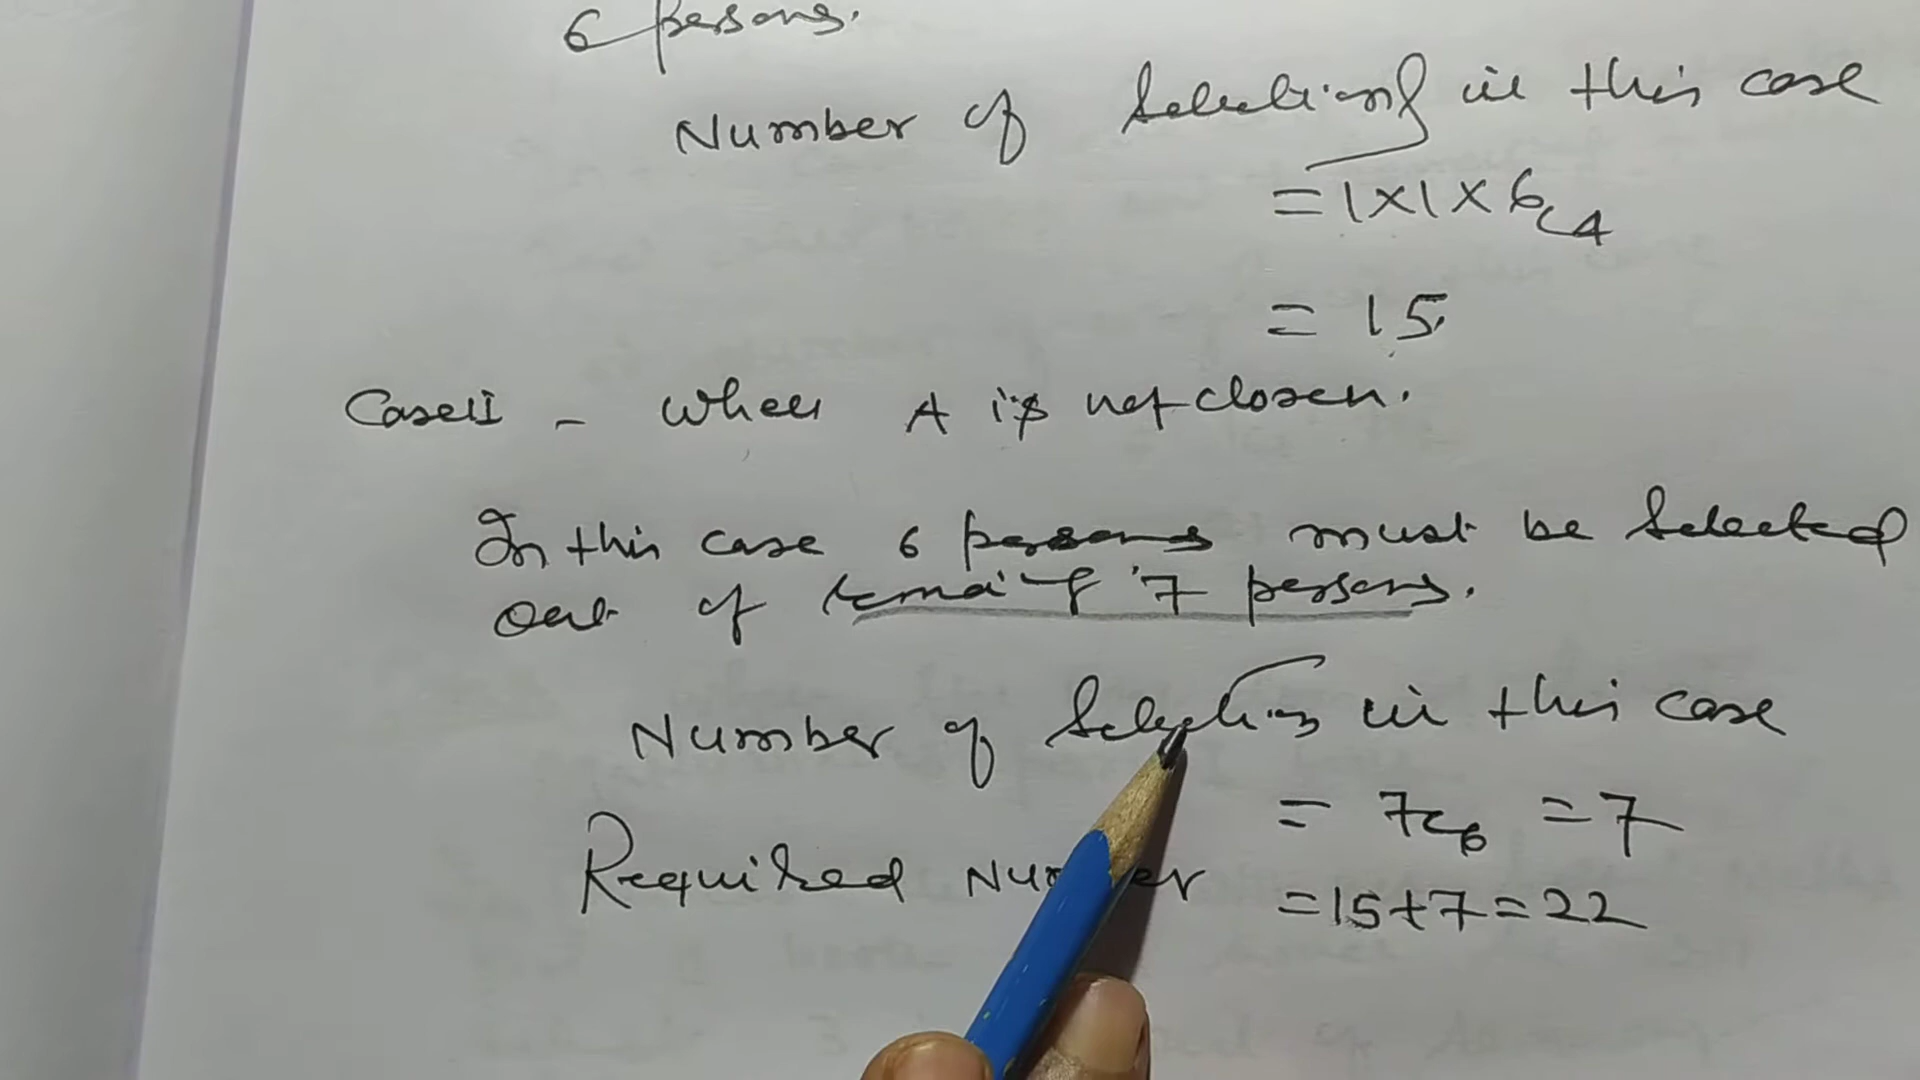 6 persons.
Number of selections in this case
= 1×1×6C4
= 15
Case II - When A is not chosen.
In this case 6 persons must be selected
out of remaing 7 persons.
Number of selections in this case
= 7C6 = 7
Required Number = 15+7=22